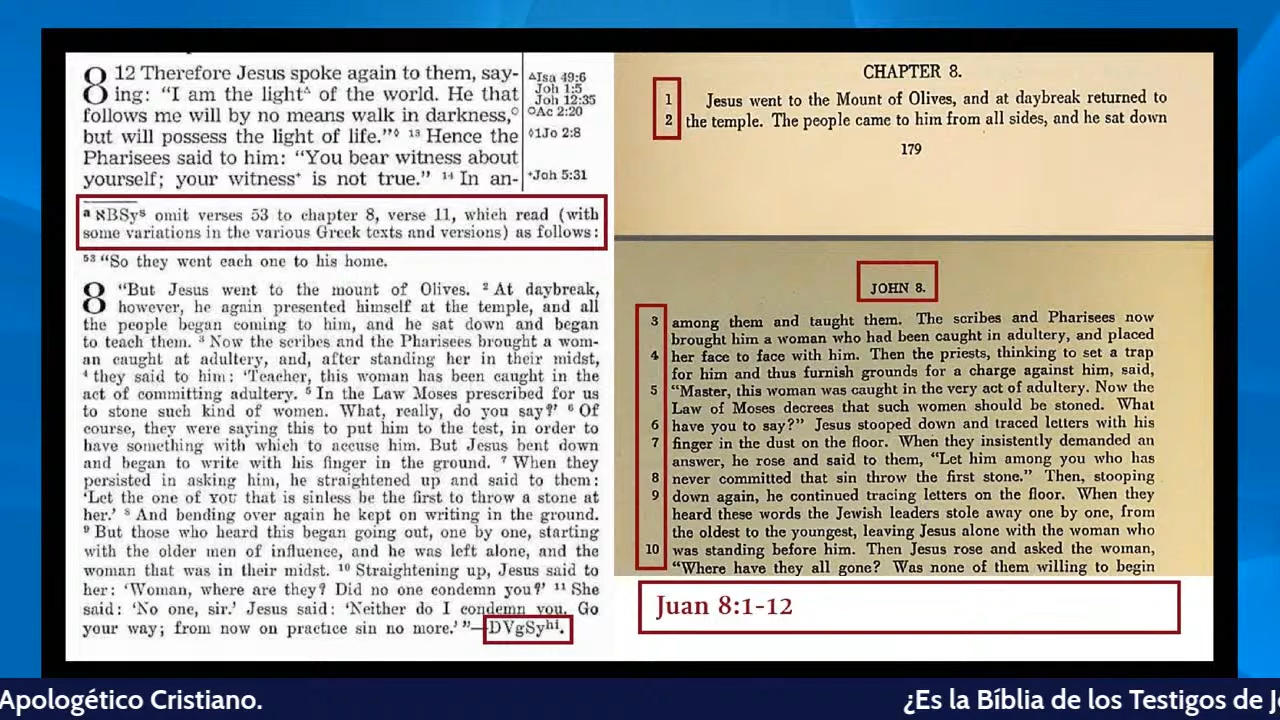 8 12 Therefore Jesus spoke again to them, say-
ing: “I am the light△ of the world. He that
follows me will by no means walk in darkness,○
but will possess the light of life.”◊ 13 Hence the
Pharisees said to him: “You bear witness about
yourself; your witness+ is not true.” 14 In an-
△Isa 49:6
Joh 1:5
Joh 12:35
○Ac 2:20
◊1Jo 2:8
+Joh 5:31
a אBSys omit verses 53 to chapter 8, verse 11, which read (with
some variations in the various Greek texts and versions) as follows:
53 “So they went each one to his home.
8 “But Jesus went to the mount of Olives. 2 At daybreak,
however, he again presented himself at the temple, and all
the people began coming to him, and he sat down and began
to teach them. 3 Now the scribes and the Pharisees brought a wom-
an caught at adultery, and, after standing her in their midst,
4 they said to him: ‘Teacher, this woman has been caught in the
act of committing adultery. 5 In the Law Moses prescribed for us
to stone such kind of women. What, really, do you say?’ 6 Of
course, they were saying this to put him to the test, in order to
have something with which to accuse him. But Jesus bent down
and began to write with his finger in the ground. 7 When they
persisted in asking him, he straightened up and said to them:
‘Let the one of YOU that is sinless be the first to throw a stone at
her.’ 8 And bending over again he kept on writing in the ground.
9 But those who heard this began going out, one by one, starting
with the older men of influence, and he was left alone, and the
woman that was in their midst. 10 Straightening up, Jesus said to
her: ‘Woman, where are they? Did no one condemn you?’ 11 She
said: ‘No one, sir.’ Jesus said: ‘Neither do I condemn you. Go
your way; from now on practice sin no more.’”—DVgSyhi.
CHAPTER 8.
1 Jesus went to the Mount of Olives, and at daybreak returned to
2 the temple. The people came to him from all sides, and he sat down
179
JOHN 8.
3 among them and taught them. The scribes and Pharisees now
brought him a woman who had been caught in adultery, and placed
4 her face to face with him. Then the priests, thinking to set a trap
for him and thus furnish grounds for a charge against him, said,
5 “Master, this woman was caught in the very act of adultery. Now the
Law of Moses decrees that such women should be stoned. What
6 have you to say?” Jesus stooped down and traced letters with his
7 finger in the dust on the floor. When they insistently demanded an
answer, he rose and said to them, “Let him among you who has
8 never committed that sin throw the first stone.” Then, stooping
9 down again, he continued tracing letters on the floor. When they
heard these words the Jewish leaders stole away one by one, from
the oldest to the youngest, leaving Jesus alone with the woman who
10 was standing before him. Then Jesus rose and asked the woman,
“Where have they all gone? Was none of them willing to begin
Juan 8:1-12
Apologético Cristiano.
¿Es la Bíblia de los Testigos de J